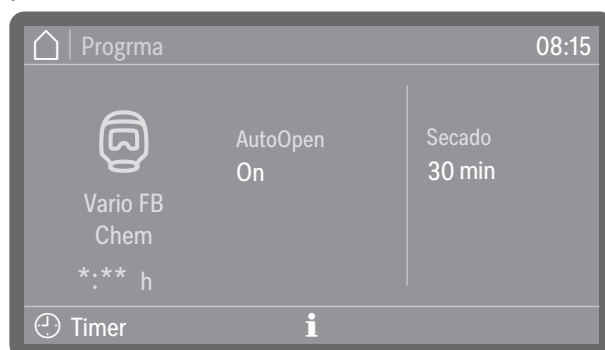 Progrma 08:15
AutoOpen
On
Secado
30 min
Vario FB
Chem
*:** h
Timer i